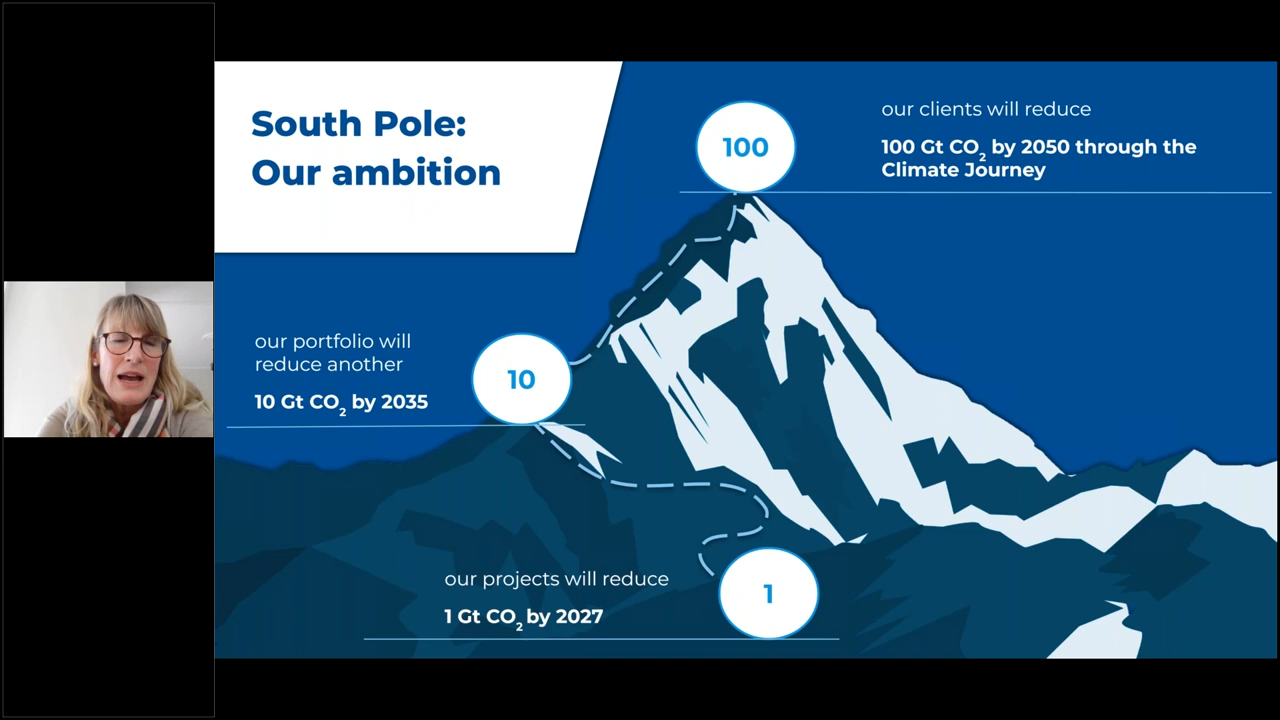 South Pole:
Our ambition
100
our clients will reduce
100 Gt CO₂ by 2050 through the
Climate Journey
our portfolio will
reduce another
10 Gt CO₂ by 2035
10
our projects will reduce
1 Gt CO₂ by 2027
1